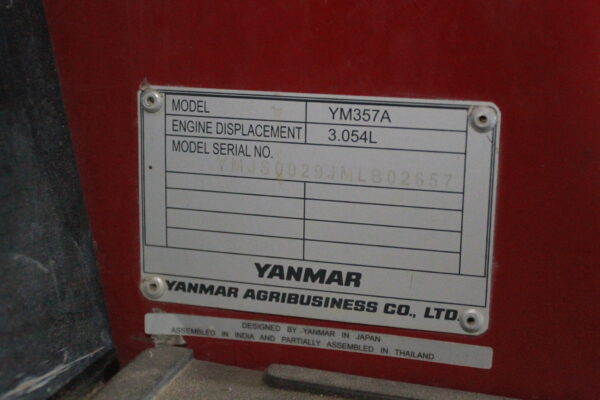 MODEL YM357A
ENGINE DISPLACEMENT 3.054L
MODEL SERIAL NO.
YMJS0029JMLB02657
YANMAR
YANMAR AGRIBUSINESS CO., LTD.
DESIGNED BY YANMAR IN JAPAN
ASSEMBLED IN INDIA AND PARTIALLY ASSEMBLED IN THAILAND